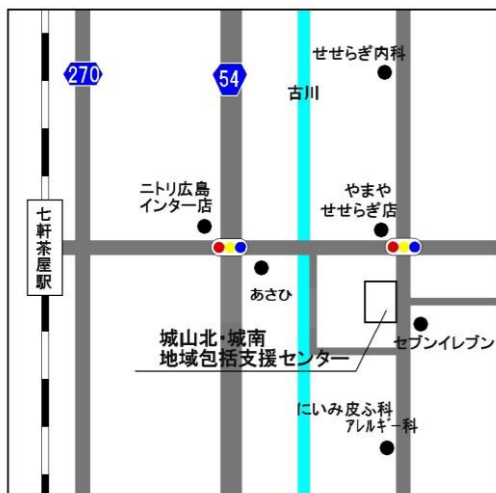 せせらぎ内科
270
54
古川
ニトリ広島
インター店
やまや
せせらぎ店
七軒茶屋駅
あさひ
城山北・城南
地域包括支援センター
セブンイレブン
にいみ皮ふ科
アレルギー科